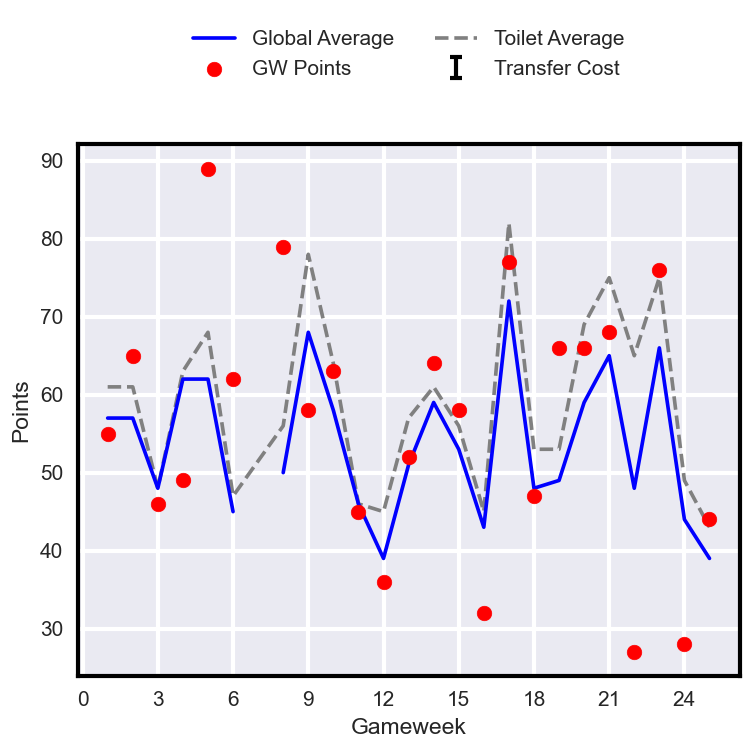 Global Average
Toilet Average
GW Points
Transfer Cost
90
80
70
60
50
40
30
Points
0 3 6 9 12 15 18 21 24
Gameweek